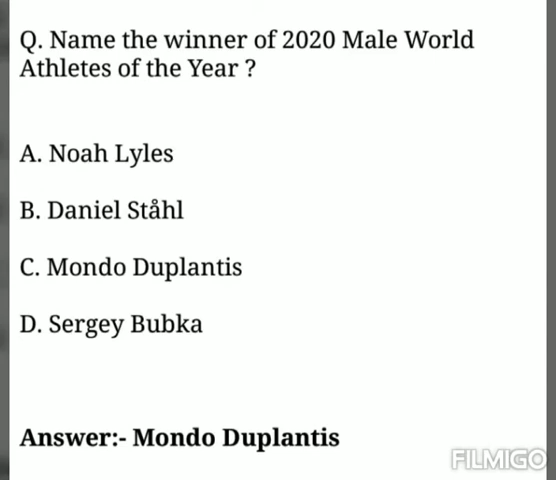 Q. Name the winner of 2020 Male World
Athletes of the Year ?
A. Noah Lyles
B. Daniel Ståhl
C. Mondo Duplantis
D. Sergey Bubka
Answer:- Mondo Duplantis
FILMIGO